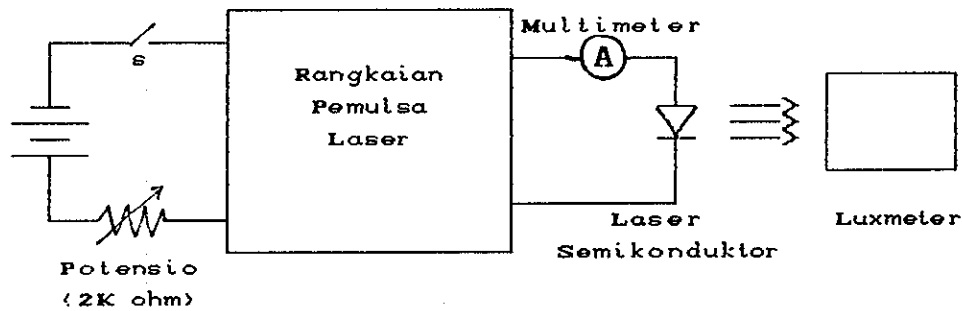 Multimeter
s
A
Rangkaian
Pemulsa
Laser
Laser
Semikonduktor
Luxmeter
Potensio
(2K ohm)